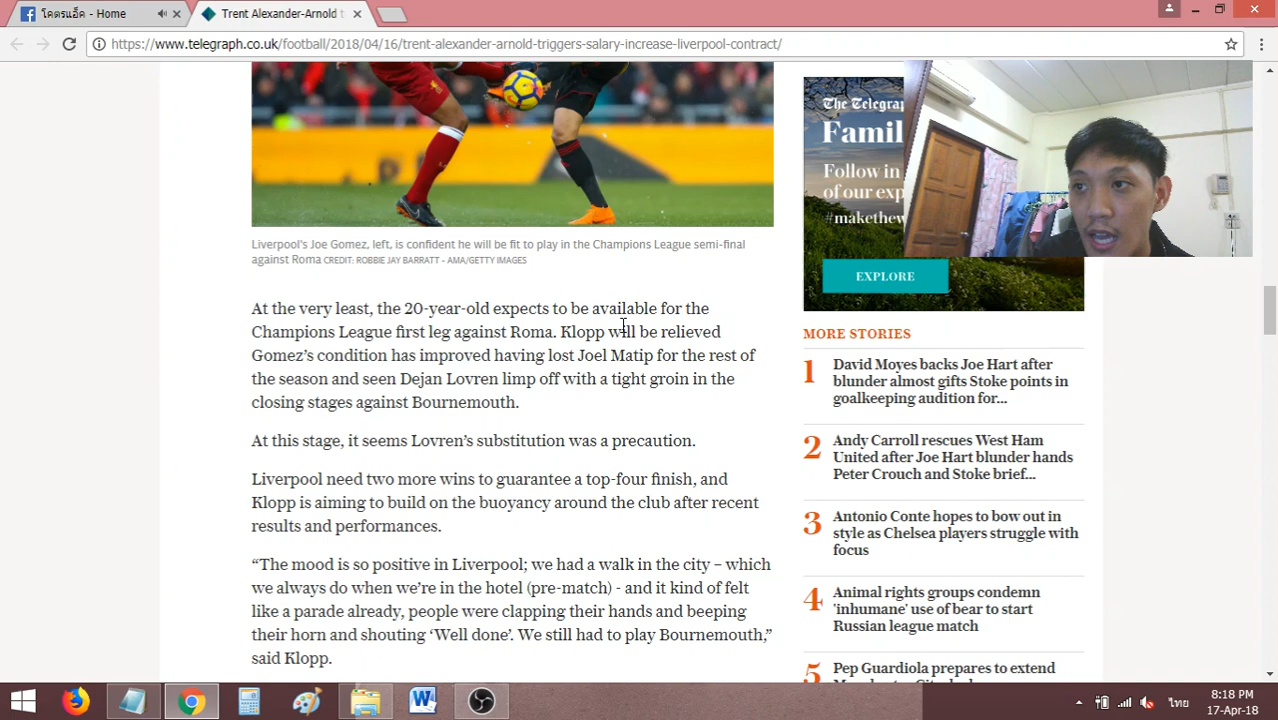 โคตรแอ็ค - Home
Trent Alexander-Arnold t
https://www.telegraph.co.uk/football/2018/04/16/trent-alexander-arnold-triggers-salary-increase-liverpool-contract/
Liverpool's Joe Gomez, left, is confident he will be fit to play in the Champions League semi-final
against Roma CREDIT: ROBBIE JAY BARRATT - AMA/GETTY IMAGES
At the very least, the 20-year-old expects to be available for the
Champions League first leg against Roma. Klopp will be relieved
Gomez's condition has improved having lost Joel Matip for the rest of
the season and seen Dejan Lovren limp off with a tight groin in the
closing stages against Bournemouth.
At this stage, it seems Lovren's substitution was a precaution.
Liverpool need two more wins to guarantee a top-four finish, and
Klopp is aiming to build on the buoyancy around the club after recent
results and performances.
“The mood is so positive in Liverpool; we had a walk in the city – which
we always do when we're in the hotel (pre-match) - and it kind of felt
like a parade already, people were clapping their hands and beeping
their horn and shouting ‘Well done’. We still had to play Bournemouth,”
said Klopp.
The Telegra
Famil
Follow in
of our exp
#makethew
EXPLORE
MORE STORIES
1 David Moyes backs Joe Hart after
blunder almost gifts Stoke points in
goalkeeping audition for...
2 Andy Carroll rescues West Ham
United after Joe Hart blunder hands
Peter Crouch and Stoke brief...
3 Antonio Conte hopes to bow out in
style as Chelsea players struggle with
focus
4 Animal rights groups condemn
'inhumane' use of bear to start
Russian league match
5 Pep Guardiola prepares to extend
ไทย
8:18 PM
17-Apr-18